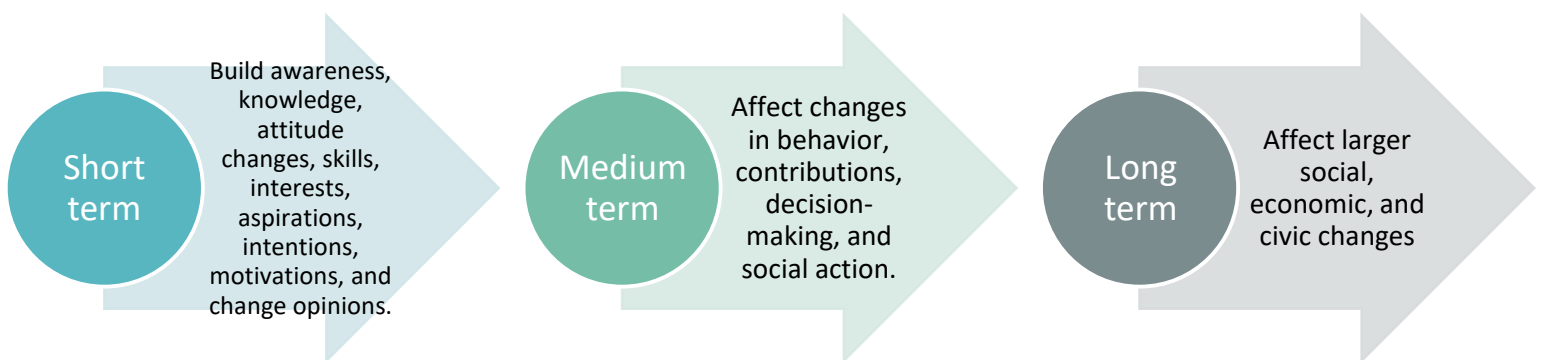 Short
term
Build awareness,
knowledge,
attitude
changes, skills,
interests,
aspirations,
intentions,
motivations, and
change opinions.
Medium
term
Affect changes
in behavior,
contributions,
decision-
making, and
social action.
Long
term
Affect larger
social,
economic, and
civic changes